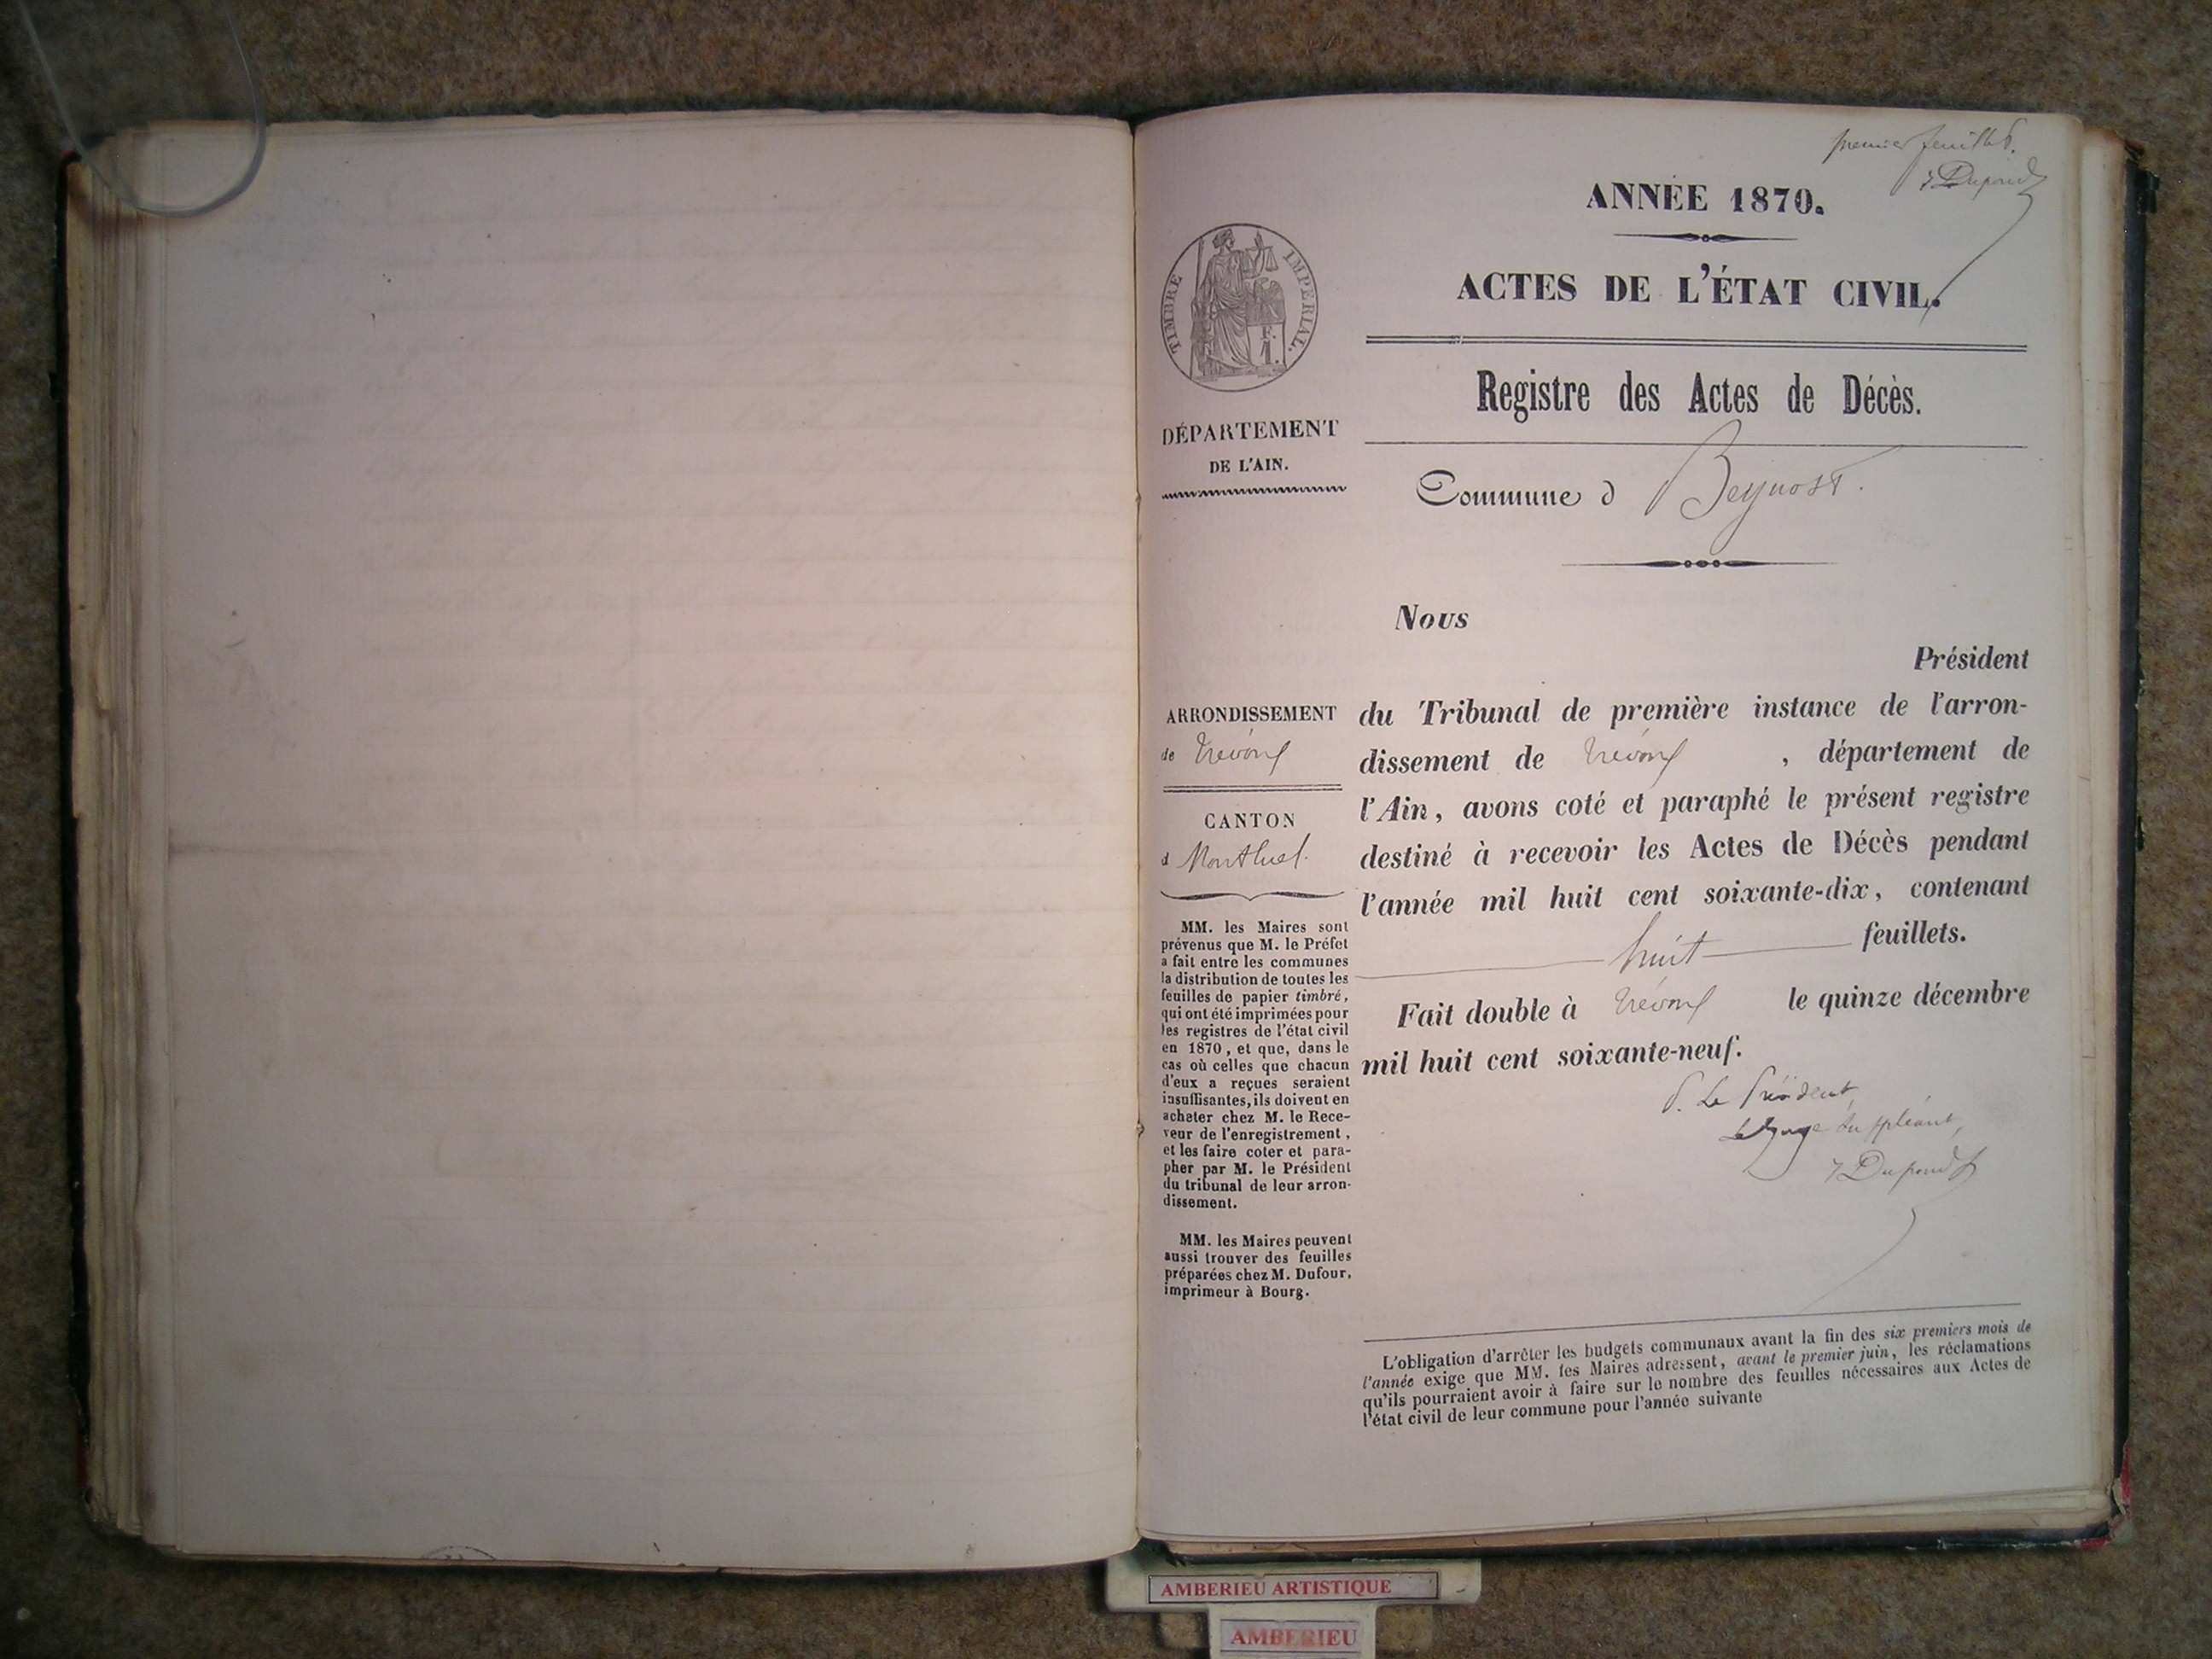 premier feuillet.
Dupond
ANNÉE 1870.
TIMBRE IMPÉRIAL.
ACTES DE L'ÉTAT CIVIL.
Registre des Actes de Décès.
DÉPARTEMENT
DE L'AIN.
Commune d Beynost.
Nous
Président
ARRONDISSEMENT
de Trévoux
CANTON
d Montluel.
du Tribunal de première instance de l'arron-
dissement de Trévoux, département de
l'Ain, avons coté et paraphé le présent registre
destiné à recevoir les Actes de Décès pendant
l'année mil huit cent soixante-dix, contenant
huit feuillets.
Fait double à Trévoux le quinze décembre
mil huit cent soixante-neuf.
P. Le Président,
Le Juge Suppléant,
Dupond
MM. les Maires sont
prévenus que M. le Préfet
a fait entre les communes
la distribution de toutes les
feuilles de papier timbré,
qui ont été imprimées pour
les registres de l'état civil
en 1870, et que, dans le
cas où celles que chacun
d'eux a reçues seraient
insuffisantes, ils doivent en
acheter chez M. le Rece-
veur de l'enregistrement,
et les faire coter et para-
pher par M. le Président
du tribunal de leur arron-
dissement.
MM. les Maires peuvent
aussi trouver des feuilles
préparées chez M. Dufour,
imprimeur à Bourg.
L'obligation d'arrêter les budgets communaux avant la fin des six premiers mois de
l'année exige que MM. les Maires adressent, avant le premier juin, les réclamations
qu'ils pourraient avoir à faire sur le nombre des feuilles nécessaires aux Actes de
l'état civil de leur commune pour l'année suivante
AMBERIEU ARTISTIQUE
AMBERIEU